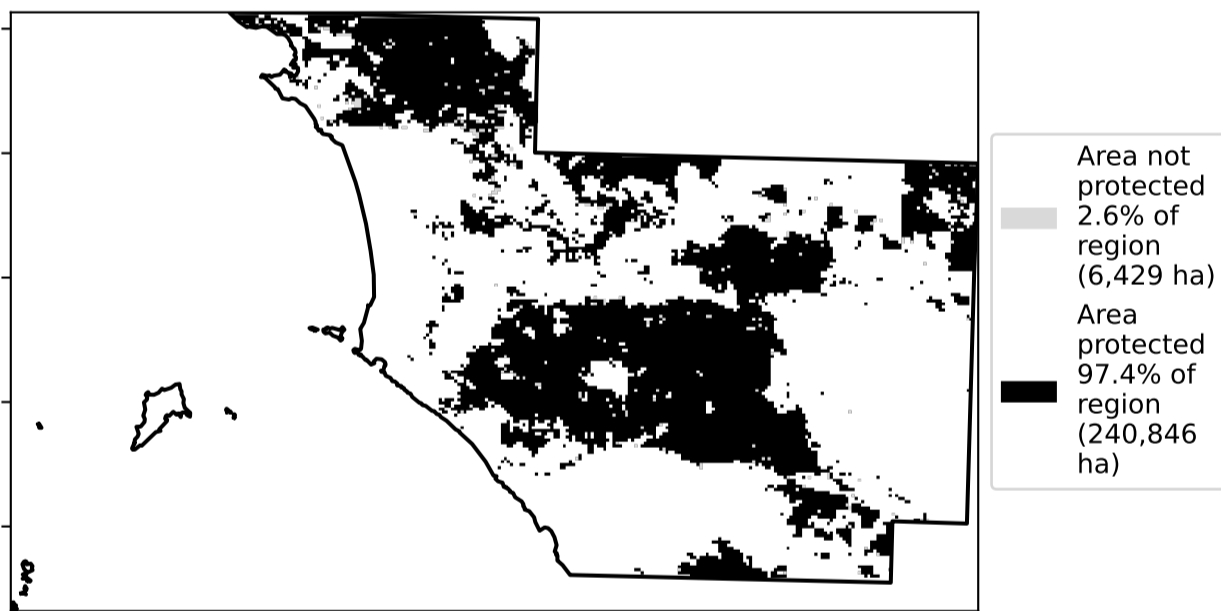 Area not
protected
2.6% of
region
(6,429 ha)
Area
protected
97.4% of
region
(240,846
ha)